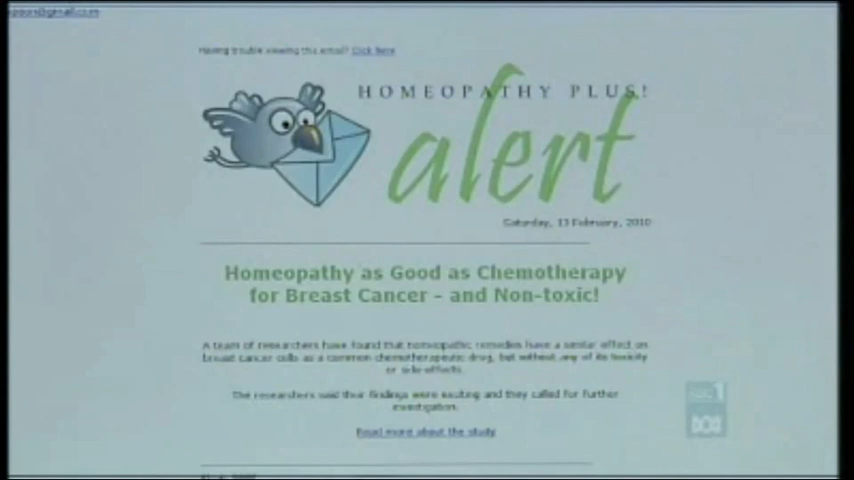 Having trouble viewing this email? Click here
HOMEOPATHY PLUS!
alert
Saturday, 13 February, 2010
Homeopathy as Good as Chemotherapy
for Breast Cancer – and Non-toxic!
A team of researchers have found that homeopathic remedies have a similar effect on
breast cancer cells as a common chemotherapeutic drug, but without any of its toxicity
or side-effects.
The researchers said their findings were exciting and they called for further
investigation.
Read more about the study
abc 1